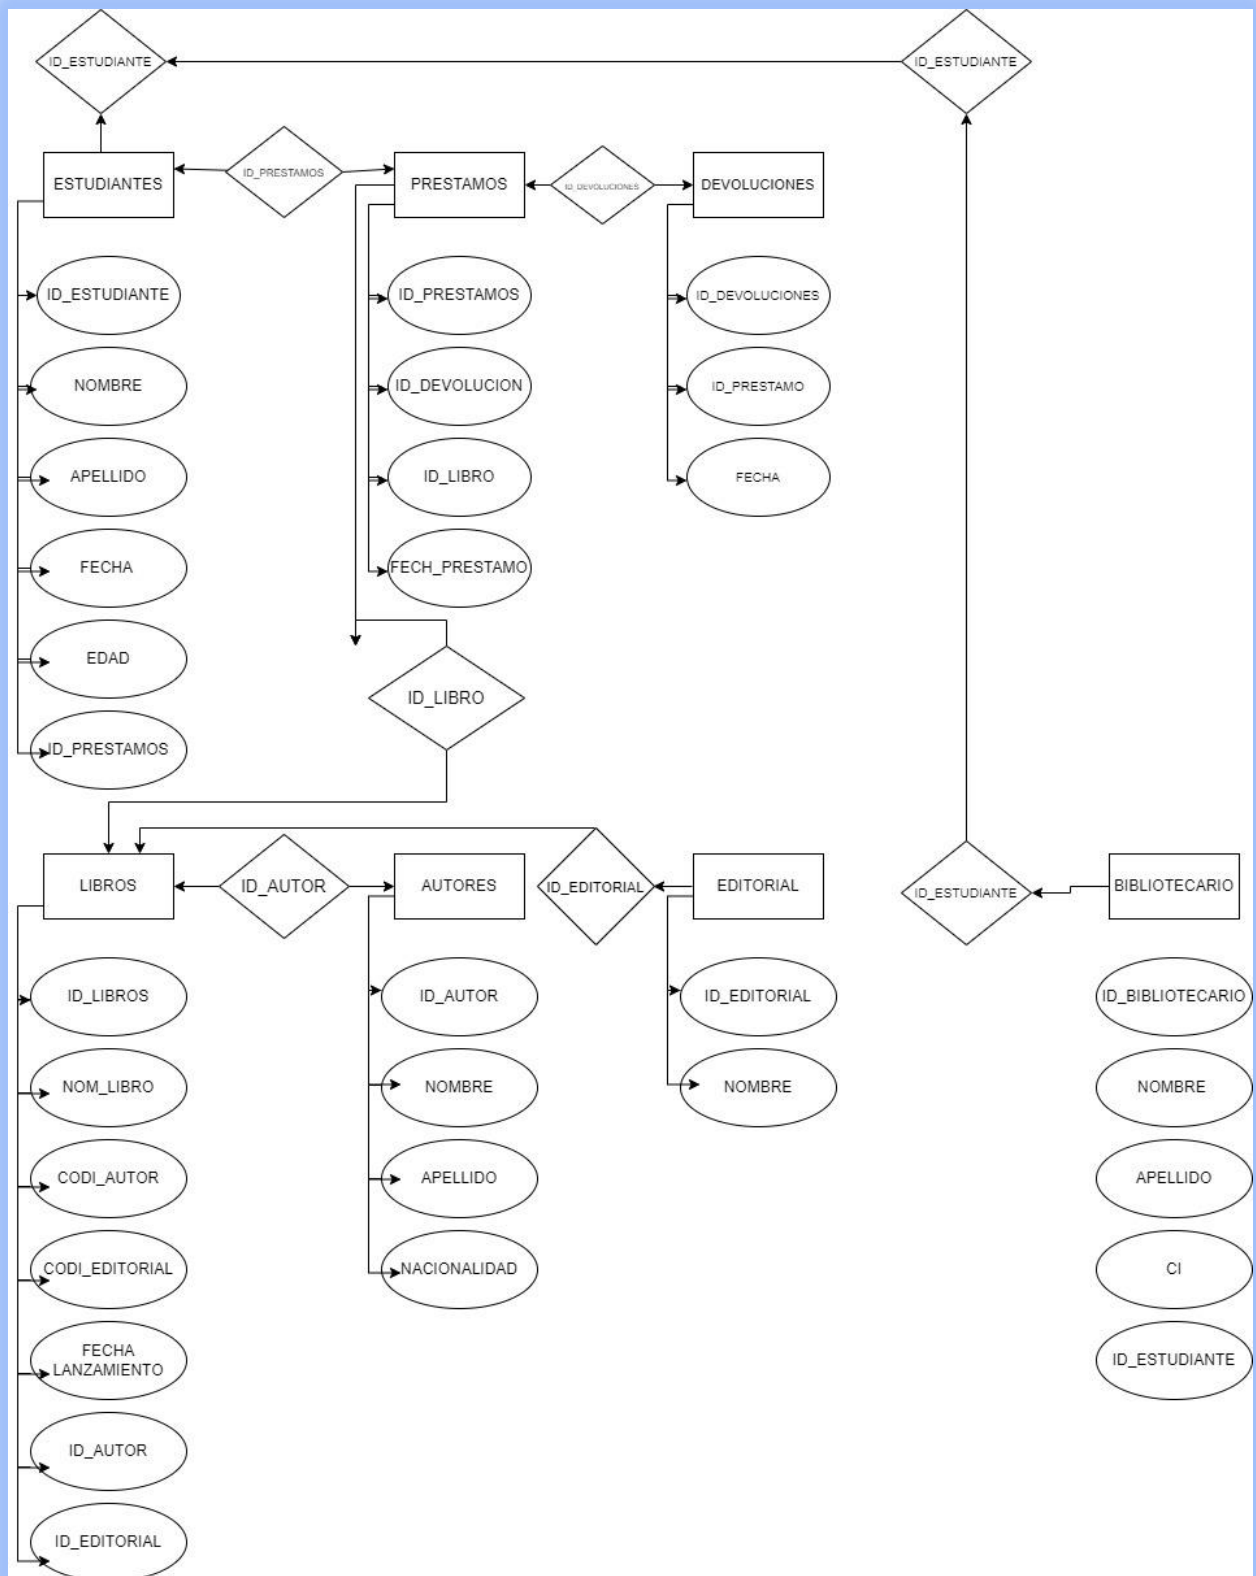 ID_ESTUDIANTE
ID_ESTUDIANTE
ESTUDIANTES
ID_PRESTAMOS
PRESTAMOS
ID_DEVOLUCIONES
DEVOLUCIONES
ID_ESTUDIANTE
NOMBRE
APELLIDO
FECHA
EDAD
ID_PRESTAMOS
ID_PRESTAMOS
ID_DEVOLUCION
ID_LIBRO
FECH_PRESTAMO
ID_DEVOLUCIONES
ID_PRESTAMO
FECHA
ID_LIBRO
LIBROS
ID_AUTOR
AUTORES
ID_EDITORIAL
EDITORIAL
ID_ESTUDIANTE
BIBLIOTECARIO
ID_LIBROS
NOM_LIBRO
CODI_AUTOR
CODI_EDITORIAL
FECHA
LANZAMIENTO
ID_AUTOR
ID_EDITORIAL
ID_AUTOR
NOMBRE
APELLIDO
NACIONALIDAD
ID_EDITORIAL
NOMBRE
ID_BIBLIOTECARIO
NOMBRE
APELLIDO
CI
ID_ESTUDIANTE